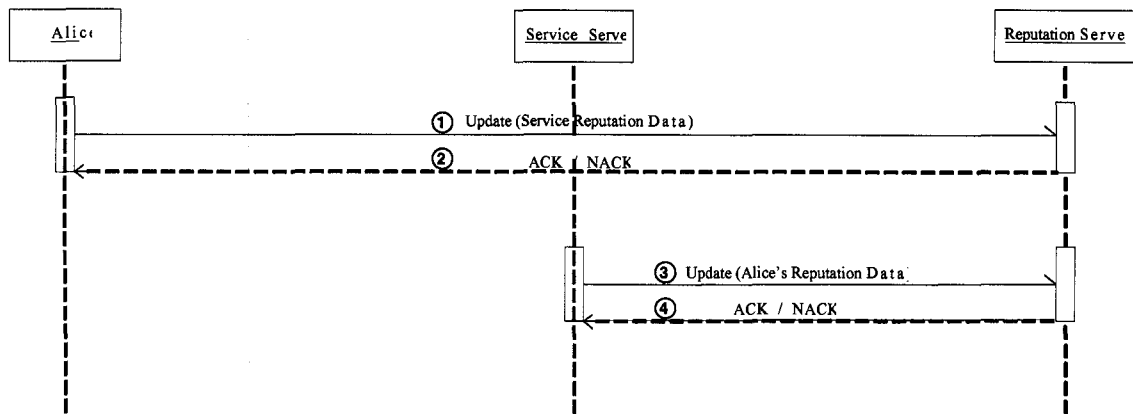 Alice
Service Serve
Reputation Serve
① Update (Service Reputation Data)
② ACK / NACK
③ Update (Alice's Reputation Data
④ ACK / NACK